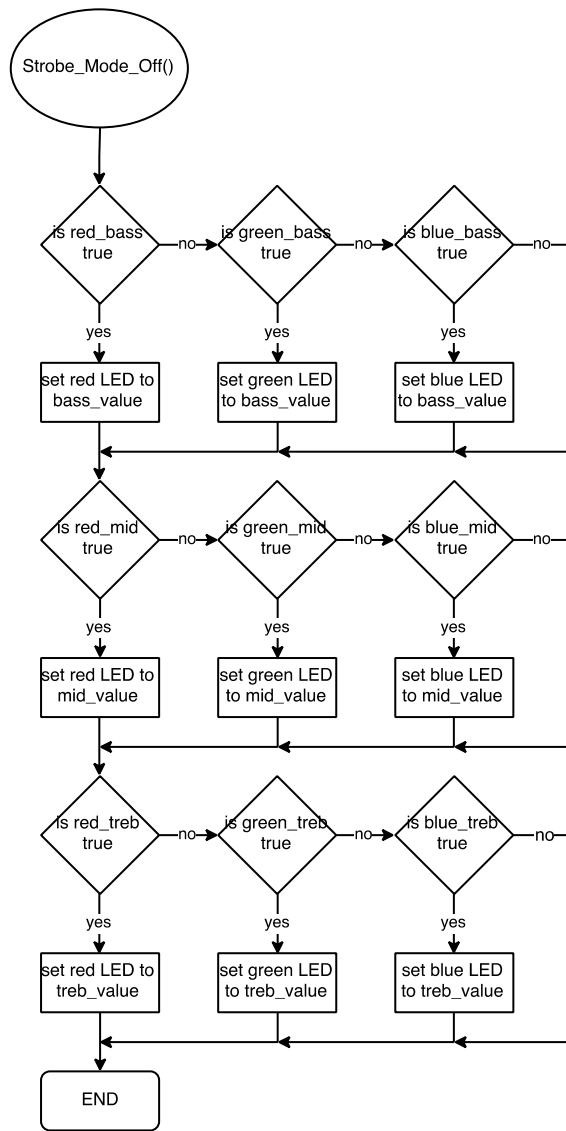 Strobe_Mode_Off()
is red_bass
true
no
is green_bass
true
no
is blue_bass
true
no
yes
yes
yes
set red LED to
bass_value
set green LED
to bass_value
set blue LED
to bass_value
Is red_mid
true
no
is green_mid
true
no
is blue_mid
true
no
yes
yes
yes
set red LED to
mid_value
set green LED
to mid_value
set blue LED
to mid_value
Is red_treb
true
no
is green_treb
true
no
is blue_treb
true
no
yes
yes
yes
set red LED to
treb_value
set green LED
to treb_value
set blue LED
to treb_value
END